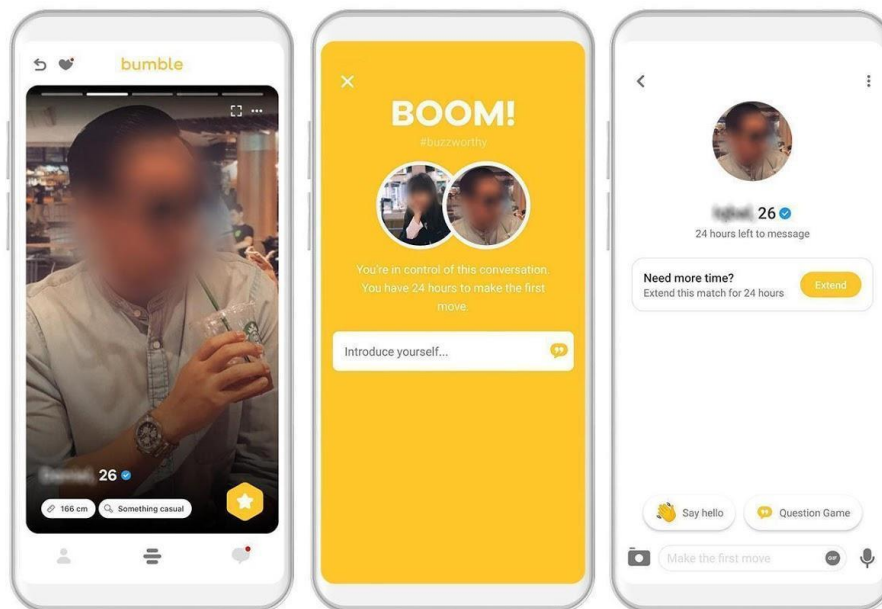 bumble
26
166 cm
Something casual
BOOM!
#buzzworthy
You're in control of this conversation.
You have 24 hours to make the first
move.
Introduce yourself...
26
24 hours left to message
Need more time?
Extend this match for 24 hours
Extend
Say hello
Question Game
Make the first move
GIF